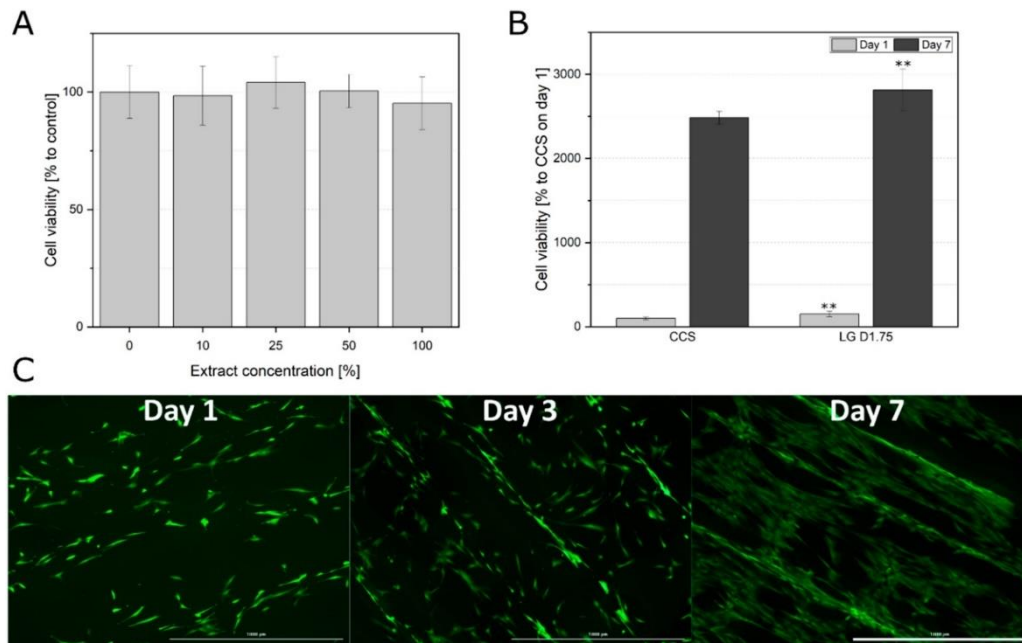 A
B
Day 1 Day 7
Cell viability [% to control]
100
50
0
0 10 25 50 100
Extract concentration [%]
Cell viability [% to CCS on day 1]
3000
2000
1000
0
**
**
CCS LG D1.75
C
Day 1 Day 3 Day 7